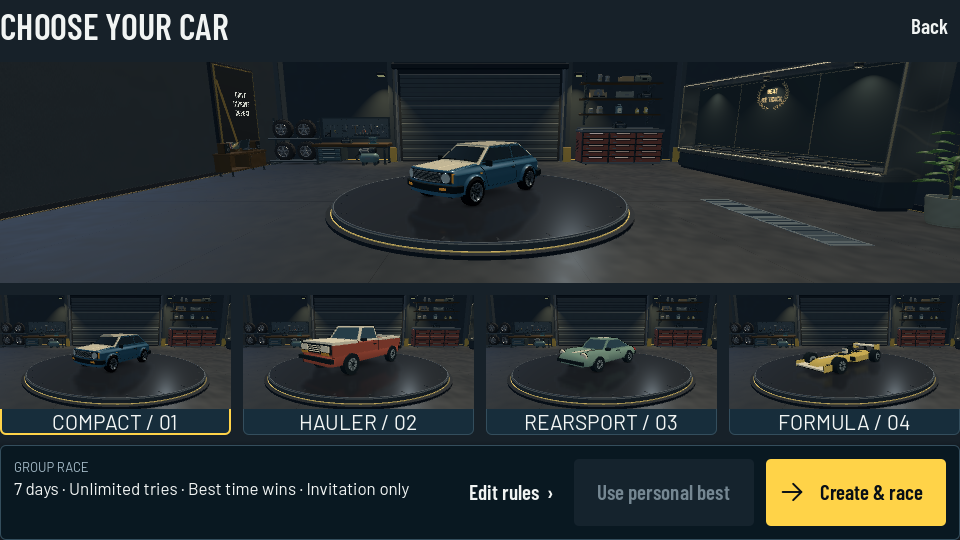 CHOOSE YOUR CAR
Back
COMPACT / 01
HAULER / 02
REARSPORT / 03
FORMULA / 04
GROUP RACE
7 days · Unlimited tries · Best time wins · Invitation only
Edit rules ›
Use personal best
Create & race